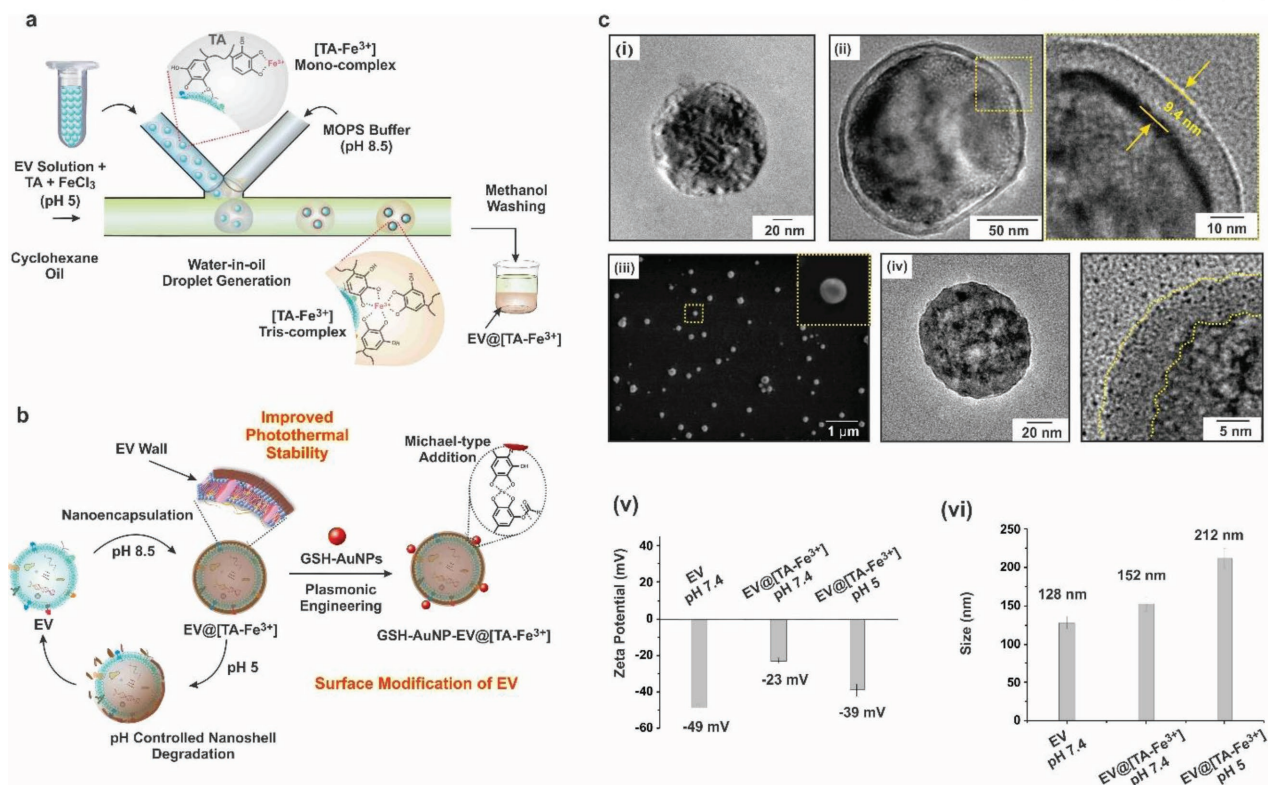 a
TA
[TA-Fe³⁺]
Mono-complex
HO
OH
O
Fe³⁺
MOPS Buffer
(pH 8.5)
EV Solution +
TA + FeCl₃
(pH 5)
Cyclohexane
Oil
Water-in-oil
Droplet Generation
Methanol
Washing
[TA-Fe³⁺]
Tris-complex
OH
Fe³⁺
OH
EV@[TA-Fe³⁺]
b
Improved
Photothermal
Stability
EV Wall
Nanoencapsulation
pH 8.5
EV
EV@[TA-Fe³⁺]
pH 5
pH Controlled Nanoshell
Degradation
GSH-AuNPs
Plasmonic
Engineering
Michael-type
Addition
OH
GSH-AuNP-EV@[TA-Fe³⁺]
Surface Modification of EV
c
(i)
20 nm
(ii)
50 nm
9.4 nm
10 nm
(iii)
1 µm
(iv)
20 nm
5 nm
(v)
Zeta Potential (mV)
40
20
0
-20
-40
-60
EV
pH 7.4
EV@[TA-Fe³⁺]
pH 7.4
EV@[TA-Fe³⁺]
pH 5
-49 mV
-23 mV
-39 mV
(vi)
Size (nm)
250
200
150
100
50
0
128 nm
152 nm
212 nm
EV
pH 7.4
EV@[TA-Fe³⁺]
pH 7.4
EV@[TA-Fe³⁺]
pH 5